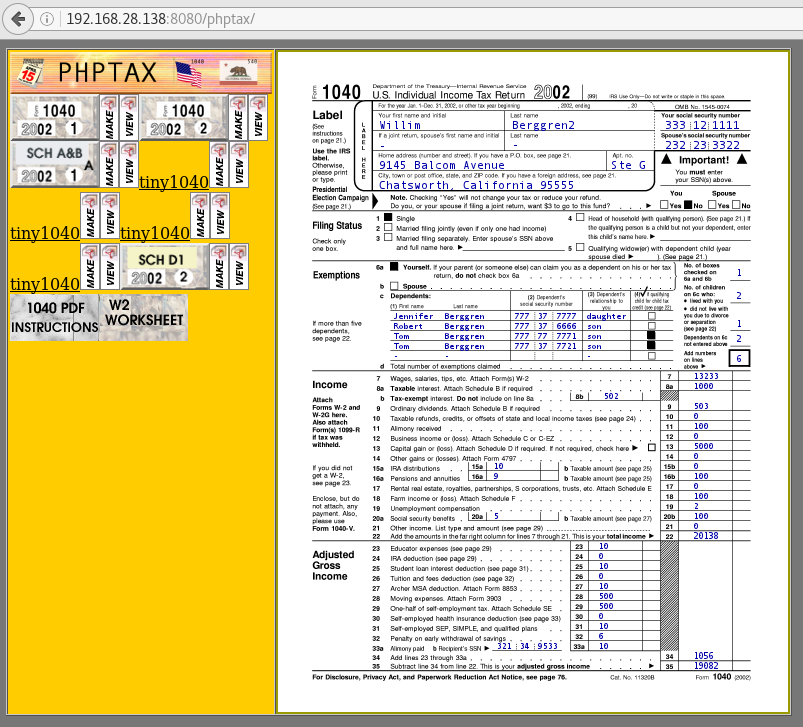 192.168.28.138:8080/phptax/
APRIL 15
PHPTAX
1040
540
Form 1040
2002 1
MAKE
VIEW
Form 1040
2002 2
MAKE
VIEW
SCH A&B
2002 1 A
MAKE
VIEW
tiny1040
MAKE
VIEW
tiny1040
MAKE
VIEW
tiny1040
MAKE
VIEW
tiny1040
MAKE
VIEW
SCH D1
2002 2
MAKE
VIEW
1040 PDF
INSTRUCTIONS
W2
WORKSHEET
Form 1040
Department of the Treasury—Internal Revenue Service
U.S. Individual Income Tax Return 2002
(99) IRS Use Only—Do not write or staple in this space.
Label
(See
instructions
on page 21.)
Use the IRS
label.
Otherwise,
please print
or type.
LABEL HERE
For the year Jan. 1–Dec. 31, 2002, or other tax year beginning , 2002, ending , 20
OMB No. 1545-0074
Your first name and initial
Last name
Your social security number
Willim Berggren2 333 12 1111
If a joint return, spouse's first name and initial
Last name
Spouse's social security number
- - 232 23 3322
Home address (number and street). If you have a P.O. box, see page 21.
Apt. no.
9145 Balcom Avenue Ste G
City, town or post office, state, and ZIP code. If you have a foreign address, see page 21.
Chatsworth, California 95555
▲ Important! ▲
You must enter
your SSN(s) above.
Presidential
Election Campaign
(See page 21.)
Note. Checking "Yes" will not change your tax or reduce your refund.
Do you, or your spouse if filing a joint return, want $3 to go to this fund? ▶
You Spouse
Yes No Yes No
Filing Status
Check only
one box.
1 Single
2 Married filing jointly (even if only one had income)
3 Married filing separately. Enter spouse's SSN above
and full name here. ▶
4 Head of household (with qualifying person). (See page 21.) If
the qualifying person is a child but not your dependent, enter
this child's name here. ▶
5 Qualifying widow(er) with dependent child (year
spouse died ▶ ). (See page 21.)
Exemptions
If more than five
dependents,
see page 22.
6a Yourself. If your parent (or someone else) can claim you as a dependent on his or her tax
return, do not check box 6a
b Spouse
c Dependents:
(1) First name Last name
(2) Dependent's
social security number
(3) Dependent's
relationship to
you
(4) if qualifying
child for child tax
credit (see page 22)
Jennifer Berggren 777 37 7777 daughter
Robert Berggren 777 37 6666 son
Tom Berggren 777 77 7721 son
Tom Berggren 777 37 7721 son
- - -
d Total number of exemptions claimed
No. of boxes
checked on
6a and 6b 1
No. of children
on 6c who:
• lived with you 2
• did not live
with you due
to divorce
or separation
(see page 22) 1
Dependents on 6c
not entered above 2
Add numbers
on lines
above ▶ 6
Income
Attach
Forms W-2 and
W-2G here.
Also attach
Form(s) 1099-R
if tax was
withheld.
If you did not
get a W-2,
see page 23.
Enclose, but do
not attach, any
payment. Also,
please use
Form 1040-V.
7 Wages, salaries, tips, etc. Attach Form(s) W-2 7 13233
8a Taxable interest. Attach Schedule B if required 8a 1000
b Tax-exempt interest. Do not include on line 8a 8b 502
9 Ordinary dividends. Attach Schedule B if required 9 503
10 Taxable refunds, credits, or offsets of state and local income taxes (see page 24) 10 0
11 Alimony received 11 100
12 Business income or (loss). Attach Schedule C or C-EZ 12 0
13 Capital gain or (loss). Attach Schedule D if required. If not required, check here ▶ 13 5000
14 Other gains or (losses). Attach Form 4797 14 0
15a IRA distributions 15a 10 b Taxable amount (see page 25) 15b 0
16a Pensions and annuities 16a 9 b Taxable amount (see page 25) 16b 100
17 Rental real estate, royalties, partnerships, S corporations, trusts, etc. Attach Schedule E 17 0
18 Farm income or (loss). Attach Schedule F 18 100
19 Unemployment compensation 19 2
20a Social security benefits 20a 5 b Taxable amount (see page 27) 20b 100
21 Other income. List type and amount (see page 29) 21 0
22 Add the amounts in the far right column for lines 7 through 21. This is your total income ▶ 22 20138
Adjusted
Gross
Income
23 Educator expenses (see page 29) 23 10
24 IRA deduction (see page 29) 24 0
25 Student loan interest deduction (see page 31) 25 10
26 Tuition and fees deduction (see page 32) 26 0
27 Archer MSA deduction. Attach Form 8853 27 10
28 Moving expenses. Attach Form 3903 28 500
29 One-half of self-employment tax. Attach Schedule SE 29 500
30 Self-employed health insurance deduction (see page 33) 30 0
31 Self-employed SEP, SIMPLE, and qualified plans 31 10
32 Penalty on early withdrawal of savings 32 6
33a Alimony paid b Recipient's SSN ▶ 321 34 9533 33a 10
34 Add lines 23 through 33a 34 1056
35 Subtract line 34 from line 22. This is your adjusted gross income ▶ 35 19082
For Disclosure, Privacy Act, and Paperwork Reduction Act Notice, see page 76. Cat. No. 11320B Form 1040 (2002)